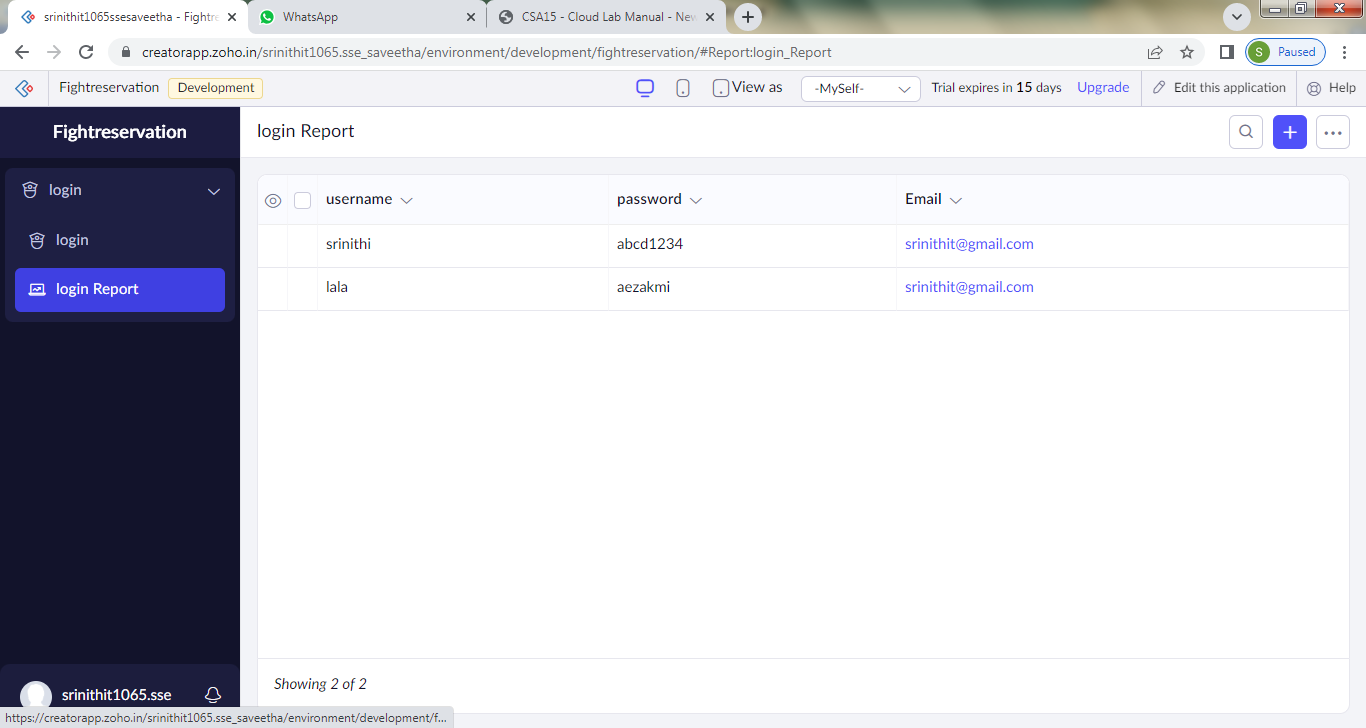 srinithit1065ssesaveetha - Fightre
WhatsApp
CSA15 - Cloud Lab Manual - New
creatorapp.zoho.in/srinithit1065.sse_saveetha/environment/development/fightreservation/#Report:login_Report
S Paused
Fightreservation Development View as -MySelf- Trial expires in 15 days Upgrade Edit this application Help
Fightreservation
login Report
login
login
login Report
username password Email
srinithi abcd1234 srinithit@gmail.com
lala aezakmi srinithit@gmail.com
Showing 2 of 2
srinithit1065.sse
https://creatorapp.zoho.in/srinithit1065.sse_saveetha/environment/development/f...